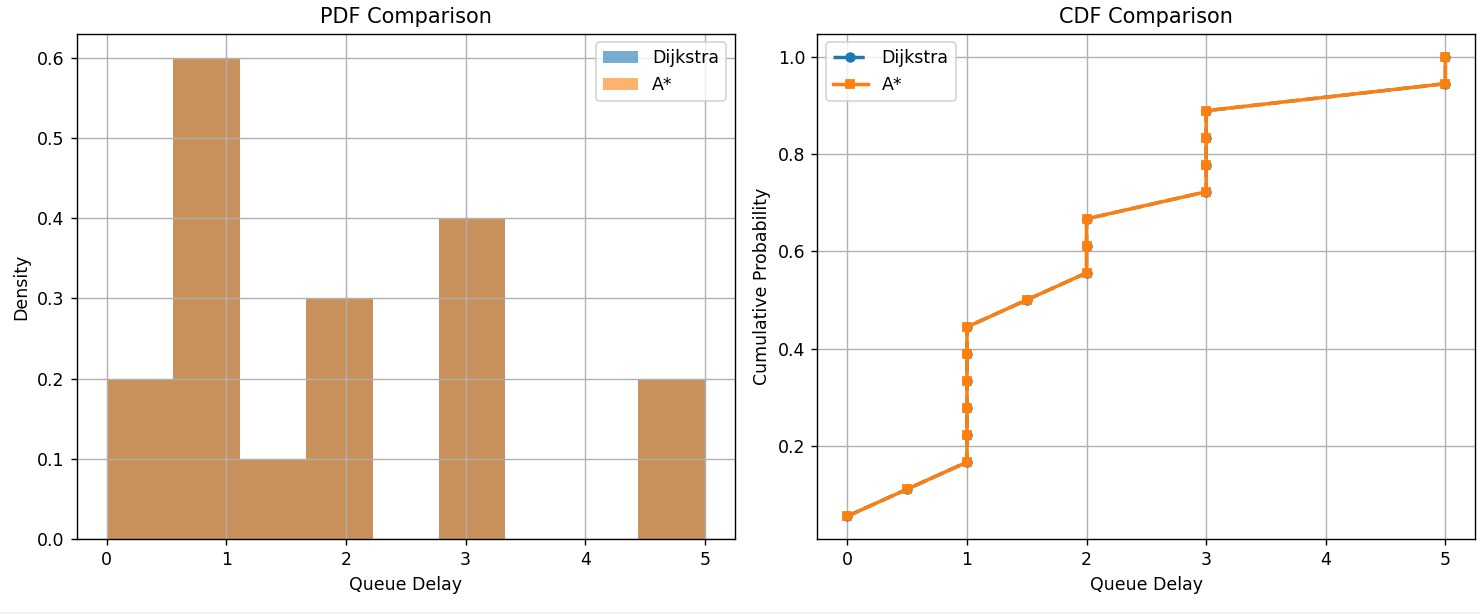 PDF Comparison
0.6
0.5
0.4
0.3
0.2
0.1
0.0
Density
Dijkstra
A*
0 1 2 3 4 5
Queue Delay
CDF Comparison
1.0
0.8
0.6
0.4
0.2
Cumulative Probability
Dijkstra
A*
0 1 2 3 4 5
Queue Delay